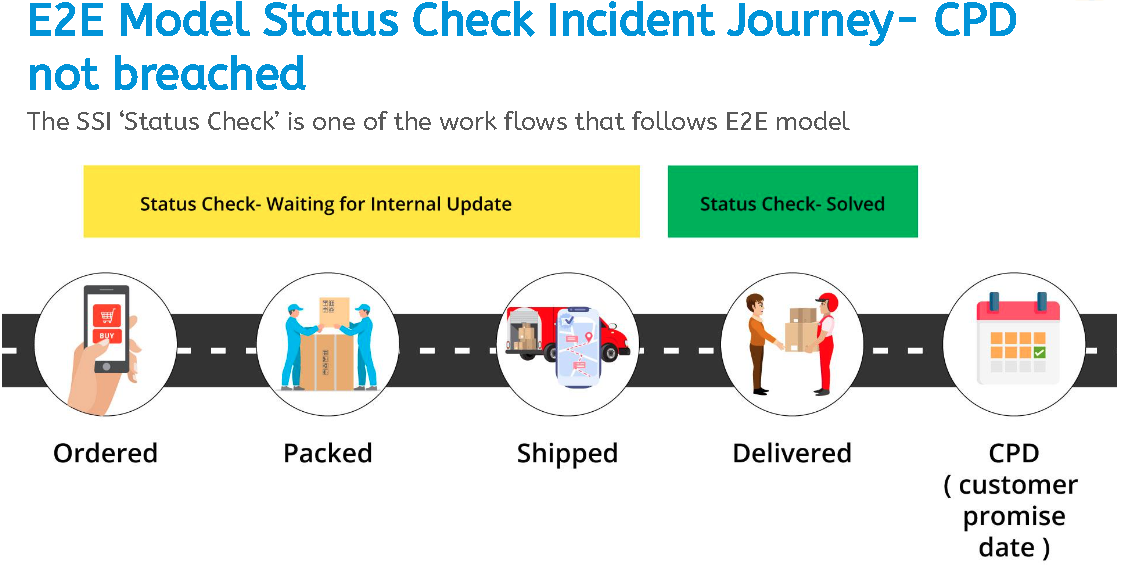 E2E Model Status Check Incident Journey- CPD
not breached
The SSI ‘Status Check’ is one of the work flows that follows E2E model
Status Check- Waiting for Internal Update
Status Check- Solved
BUY
Ordered
Packed
Shipped
Delivered
CPD
( customer
promise
date )